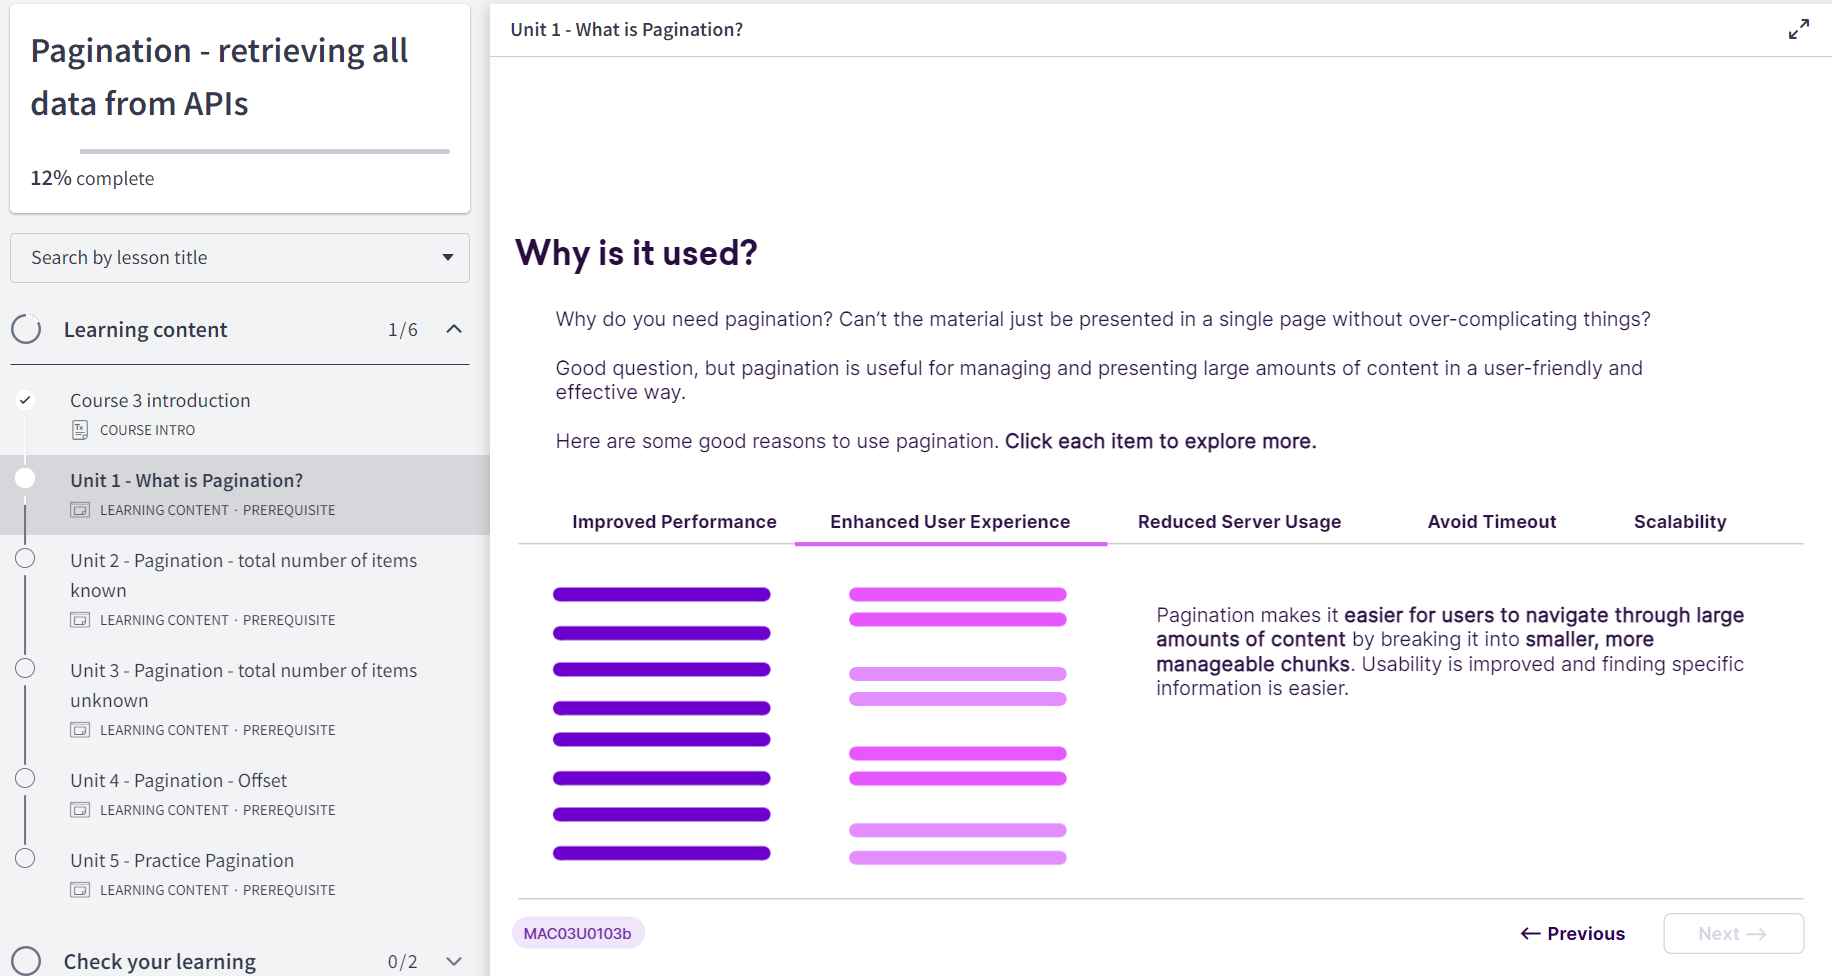 Pagination - retrieving all
data from APIs
12% complete
Search by lesson title
Learning content 1/6
Course 3 introduction
COURSE INTRO
Unit 1 - What is Pagination?
LEARNING CONTENT · PREREQUISITE
Unit 2 - Pagination - total number of items
known
LEARNING CONTENT · PREREQUISITE
Unit 3 - Pagination - total number of items
unknown
LEARNING CONTENT · PREREQUISITE
Unit 4 - Pagination - Offset
LEARNING CONTENT · PREREQUISITE
Unit 5 - Practice Pagination
LEARNING CONTENT · PREREQUISITE
Check your learning 0/2
Unit 1 - What is Pagination?
Why is it used?
Why do you need pagination? Can’t the material just be presented in a single page without over-complicating things?
Good question, but pagination is useful for managing and presenting large amounts of content in a user-friendly and
effective way.
Here are some good reasons to use pagination. Click each item to explore more.
Improved Performance Enhanced User Experience Reduced Server Usage Avoid Timeout Scalability
Pagination makes it easier for users to navigate through large
amounts of content by breaking it into smaller, more
manageable chunks. Usability is improved and finding specific
information is easier.
MAC03U0103b
← Previous
Next →